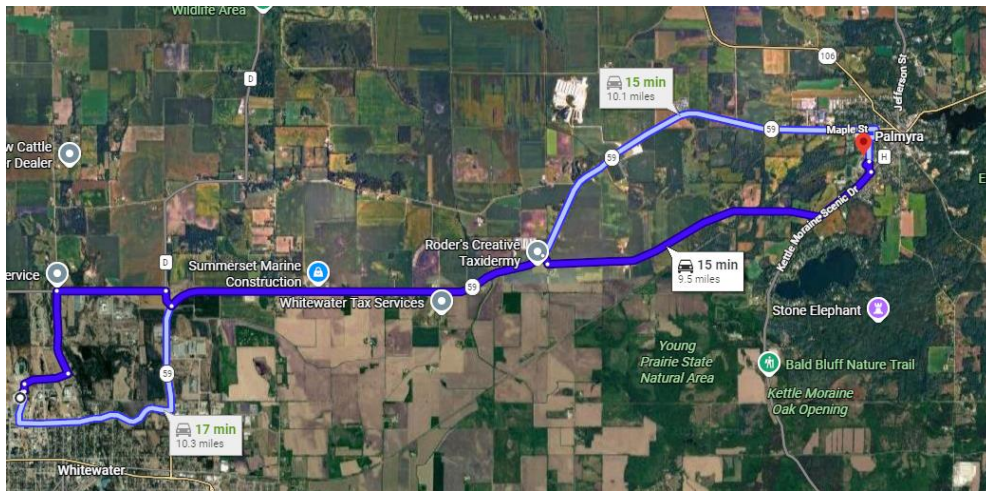 Wildlife Area
D
106
Jefferson St
15 min
10.1 miles
59
Maple St
Palmyra
H
w Cattle
r Dealer
59
E
Kettle Moraine Scenic Dr
Roder's Creative
Taxidermy
D
Summerset Marine
Construction
ervice
15 min
9.5 miles
59
Whitewater Tax Services
Stone Elephant
Young
Prairie State
Natural Area
Bald Bluff Nature Trail
59
Kettle Moraine
Oak Opening
17 min
10.3 miles
Whitewater